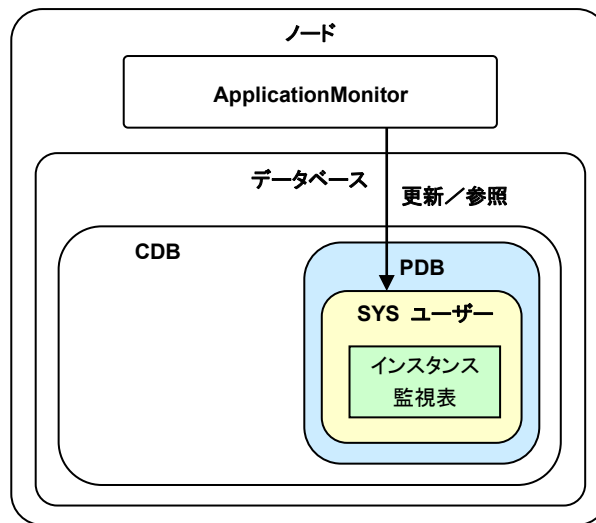 ノード
ApplicationMonitor
データベース
更新／参照
CDB
PDB
SYS ユーザー
インスタンス
監視表